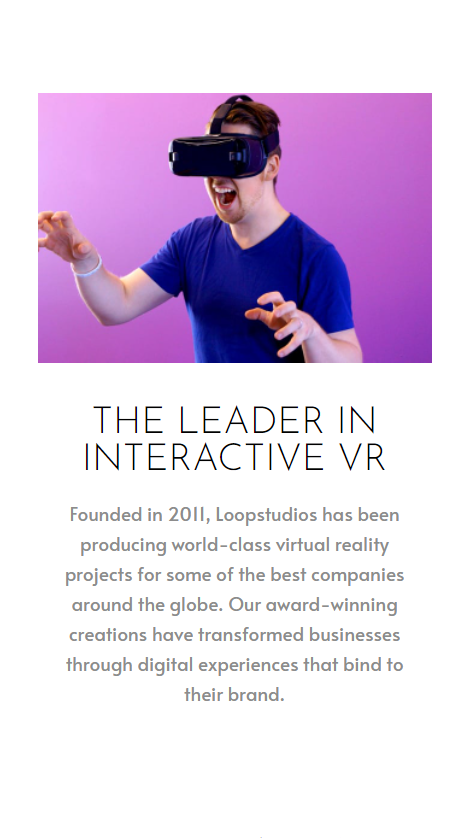 THE LEADER IN
INTERACTIVE VR
Founded in 2011, Loopstudios has been
producing world-class virtual reality
projects for some of the best companies
around the globe. Our award-winning
creations have transformed businesses
through digital experiences that bind to
their brand.